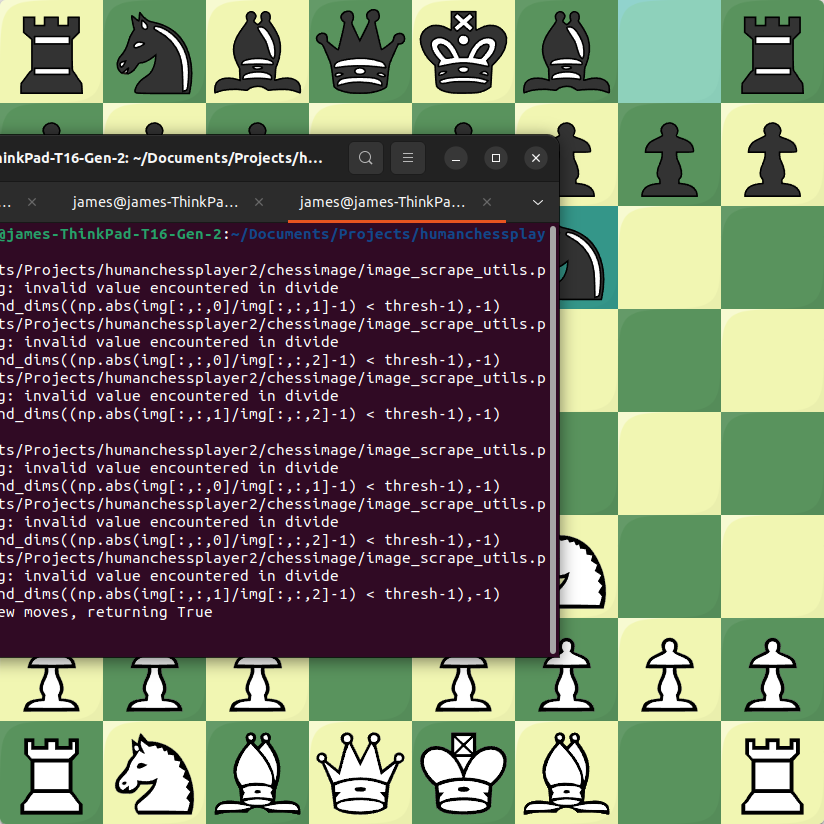 inkPad-T16-Gen-2: ~/Documents/Projects/h...
... james@james-ThinkPa... james@james-ThinkPa...
@james-ThinkPad-T16-Gen-2:~/Documents/Projects/humanchessplay
ts/Projects/humanchessplayer2/chessimage/image_scrape_utils.p
g: invalid value encountered in divide
nd_dims((np.abs(img[:,:,0]/img[:,:,1]-1) < thresh-1),-1)
ts/Projects/humanchessplayer2/chessimage/image_scrape_utils.p
g: invalid value encountered in divide
nd_dims((np.abs(img[:,:,0]/img[:,:,2]-1) < thresh-1),-1)
ts/Projects/humanchessplayer2/chessimage/image_scrape_utils.p
g: invalid value encountered in divide
nd_dims((np.abs(img[:,:,1]/img[:,:,2]-1) < thresh-1),-1)
ts/Projects/humanchessplayer2/chessimage/image_scrape_utils.p
g: invalid value encountered in divide
nd_dims((np.abs(img[:,:,0]/img[:,:,1]-1) < thresh-1),-1)
ts/Projects/humanchessplayer2/chessimage/image_scrape_utils.p
g: invalid value encountered in divide
nd_dims((np.abs(img[:,:,0]/img[:,:,2]-1) < thresh-1),-1)
ts/Projects/humanchessplayer2/chessimage/image_scrape_utils.p
g: invalid value encountered in divide
nd_dims((np.abs(img[:,:,1]/img[:,:,2]-1) < thresh-1),-1)
ew moves, returning True